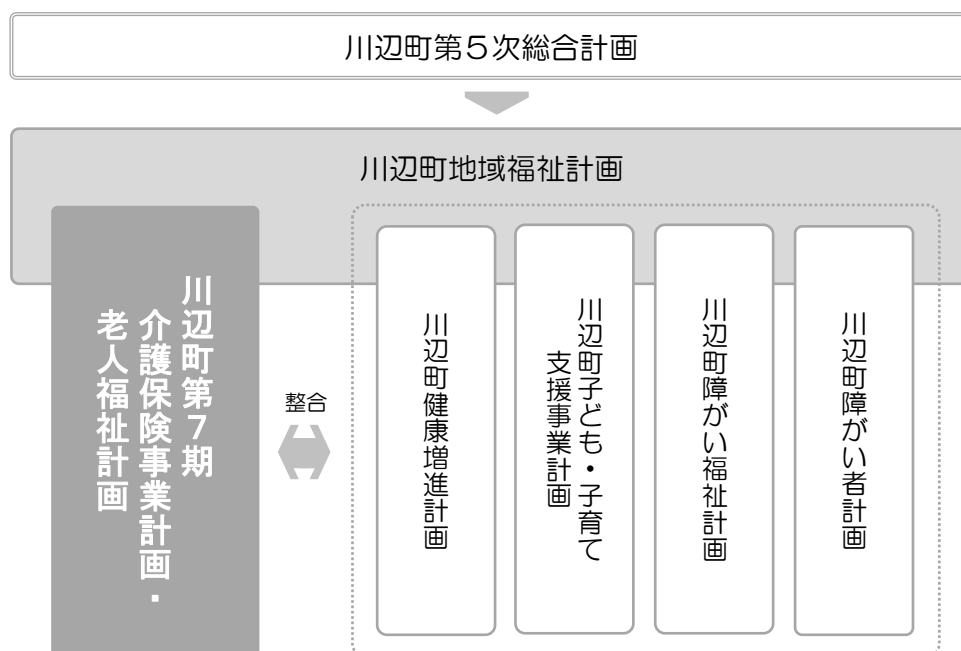 川辺町第５次総合計画
川辺町地域福祉計画
川辺町第７期
介護保険事業計画・
老人福祉計画
整合
川辺町健康増進計画
川辺町子ども・子育て
支援事業計画
川辺町障がい福祉計画
川辺町障がい者計画